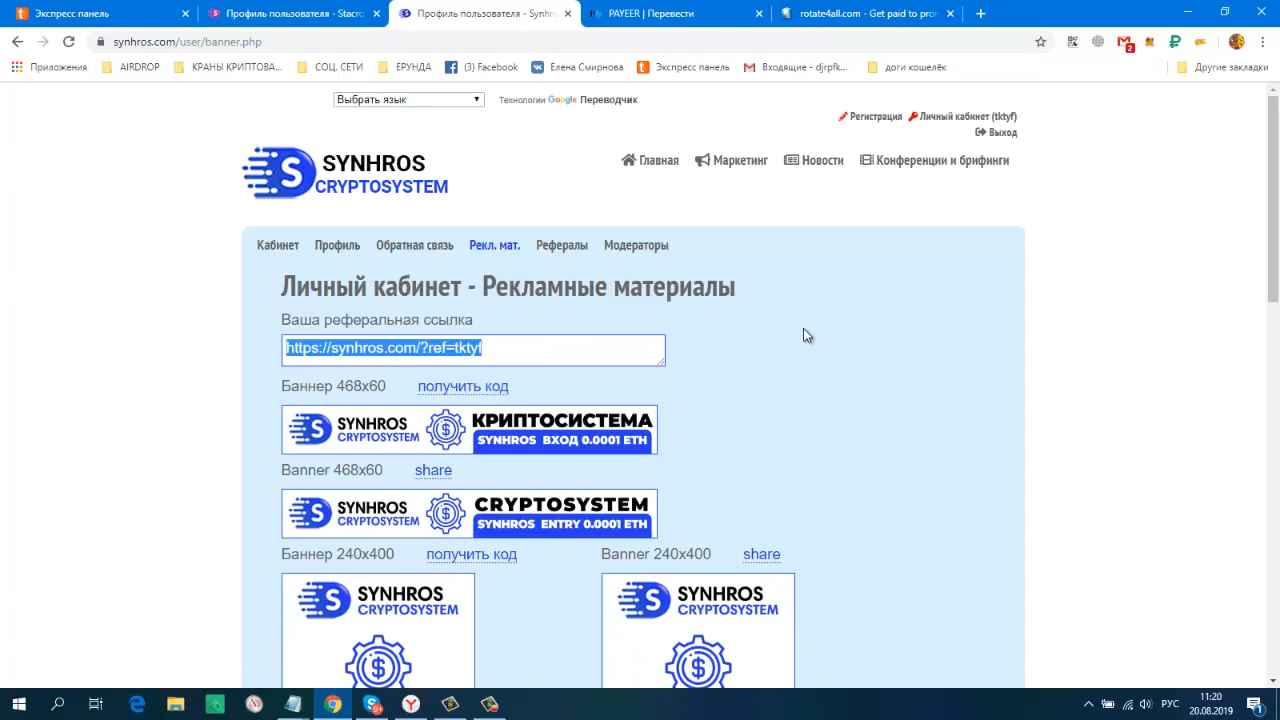 Экспресс панель
Профиль пользователя - Stacro
Профиль пользователя - Synhro
PAYEER | Перевести
rotate4all.com - Get paid to pro
synhros.com/user/banner.php
2
Приложения
AIRDROP
КРАНЫ КРИПТОВА...
СОЦ. СЕТИ
ЕРУНДА
(3) Facebook
Елена Смирнова
Экспресс панель
Входящие - djrpfk...
доги кошелёк
Другие закладки
Выбрать язык
Технологии Google Переводчик
Регистрация Личный кабинет (tktyf)
Выход
SYNHROS
CRYPTOSYSTEM
Главная
Маркетинг
Новости
Конференции и брифинги
Кабинет
Профиль
Обратная связь
Рекл. мат.
Рефералы
Модераторы
Личный кабинет - Рекламные материалы
Ваша реферальная ссылка
https://synhros.com/?ref=tktyf
Баннер 468x60 получить код
SYNHROS
CRYPTOSYSTEM
КРИПТОСИСТЕМА
SYNHROS ВХОД 0.0001 ETH
Banner 468x60 share
SYNHROS
CRYPTOSYSTEM
CRYPTOSYSTEM
SYNHROS ENTRY 0.0001 ETH
Баннер 240x400 получить код
Banner 240x400 share
SYNHROS
CRYPTOSYSTEM
SYNHROS
CRYPTOSYSTEM
РУС
11:20
20.08.2019